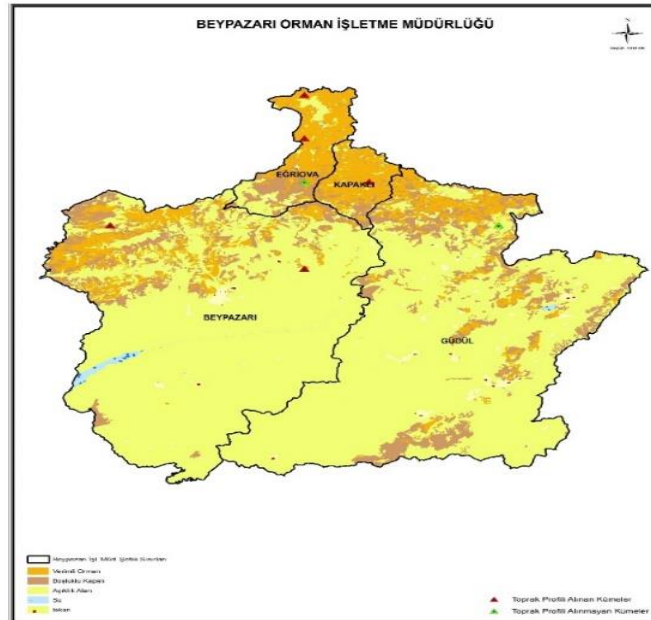 BEYPAZARI ORMAN İŞLETME MÜDÜRLÜĞÜ
EĞRİOVA
KAPAKLI
BEYPAZARI
GÜDÜL
Verimli Orman
Boşluklu Kapalı
Açıklık Alan
Su
İskan
Toprak Profili Alınan Kümeler
Toprak Profili Alınmayan Kümeler